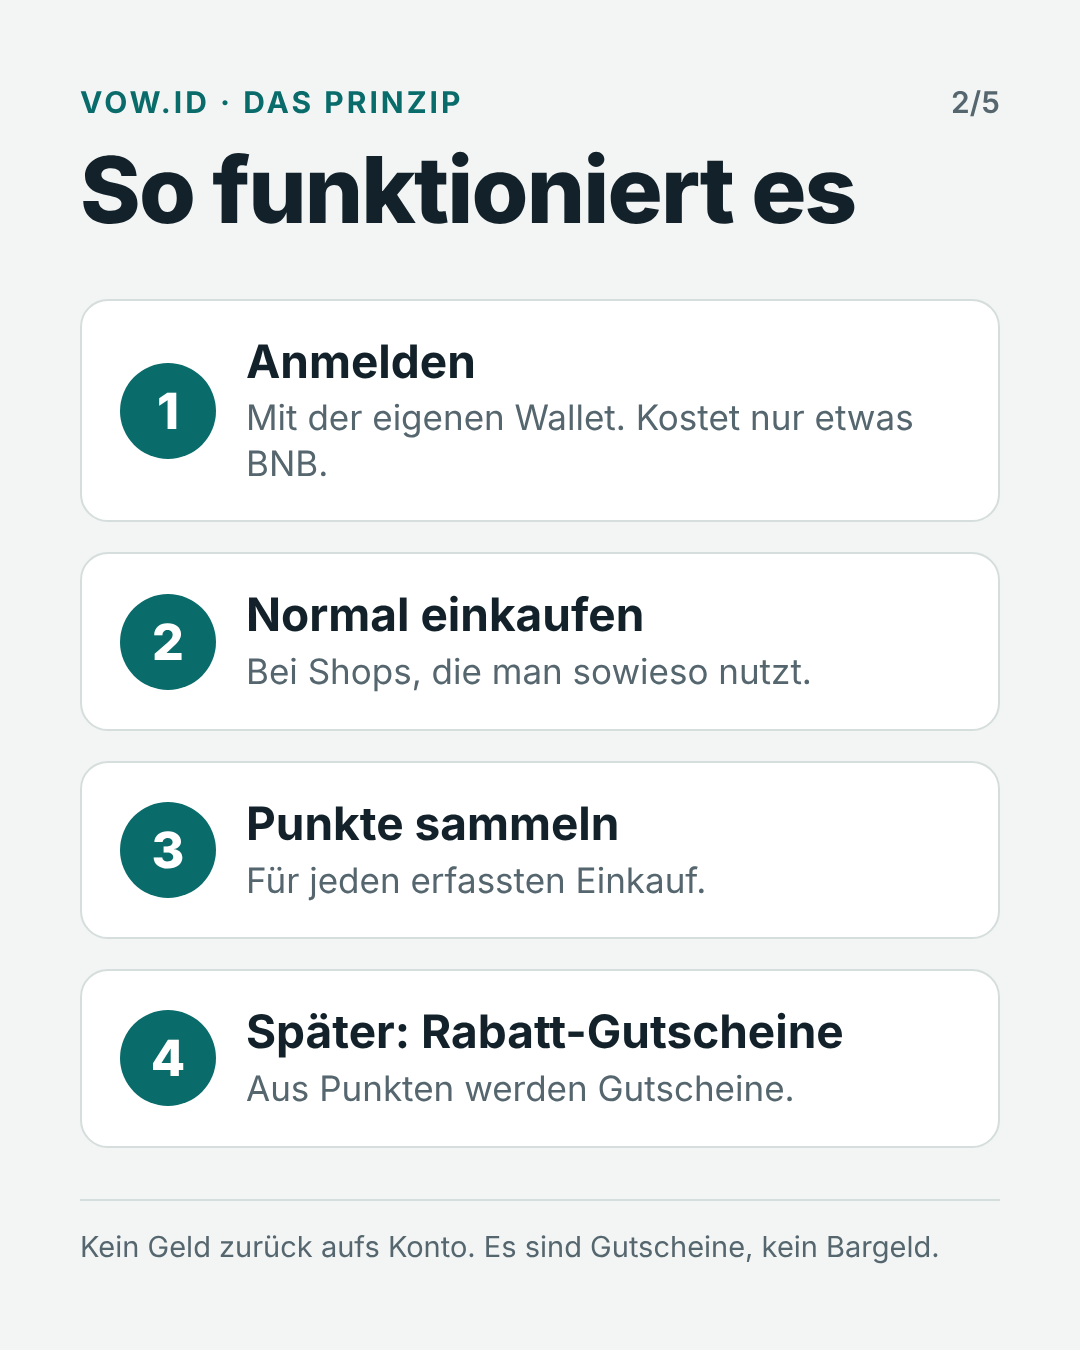 VOW.ID · DAS PRINZIP
2/5
So funktioniert es
1
Anmelden
Mit der eigenen Wallet. Kostet nur etwas
BNB.
2
Normal einkaufen
Bei Shops, die man sowieso nutzt.
3
Punkte sammeln
Für jeden erfassten Einkauf.
4
Später: Rabatt-Gutscheine
Aus Punkten werden Gutscheine.
Kein Geld zurück aufs Konto. Es sind Gutscheine, kein Bargeld.